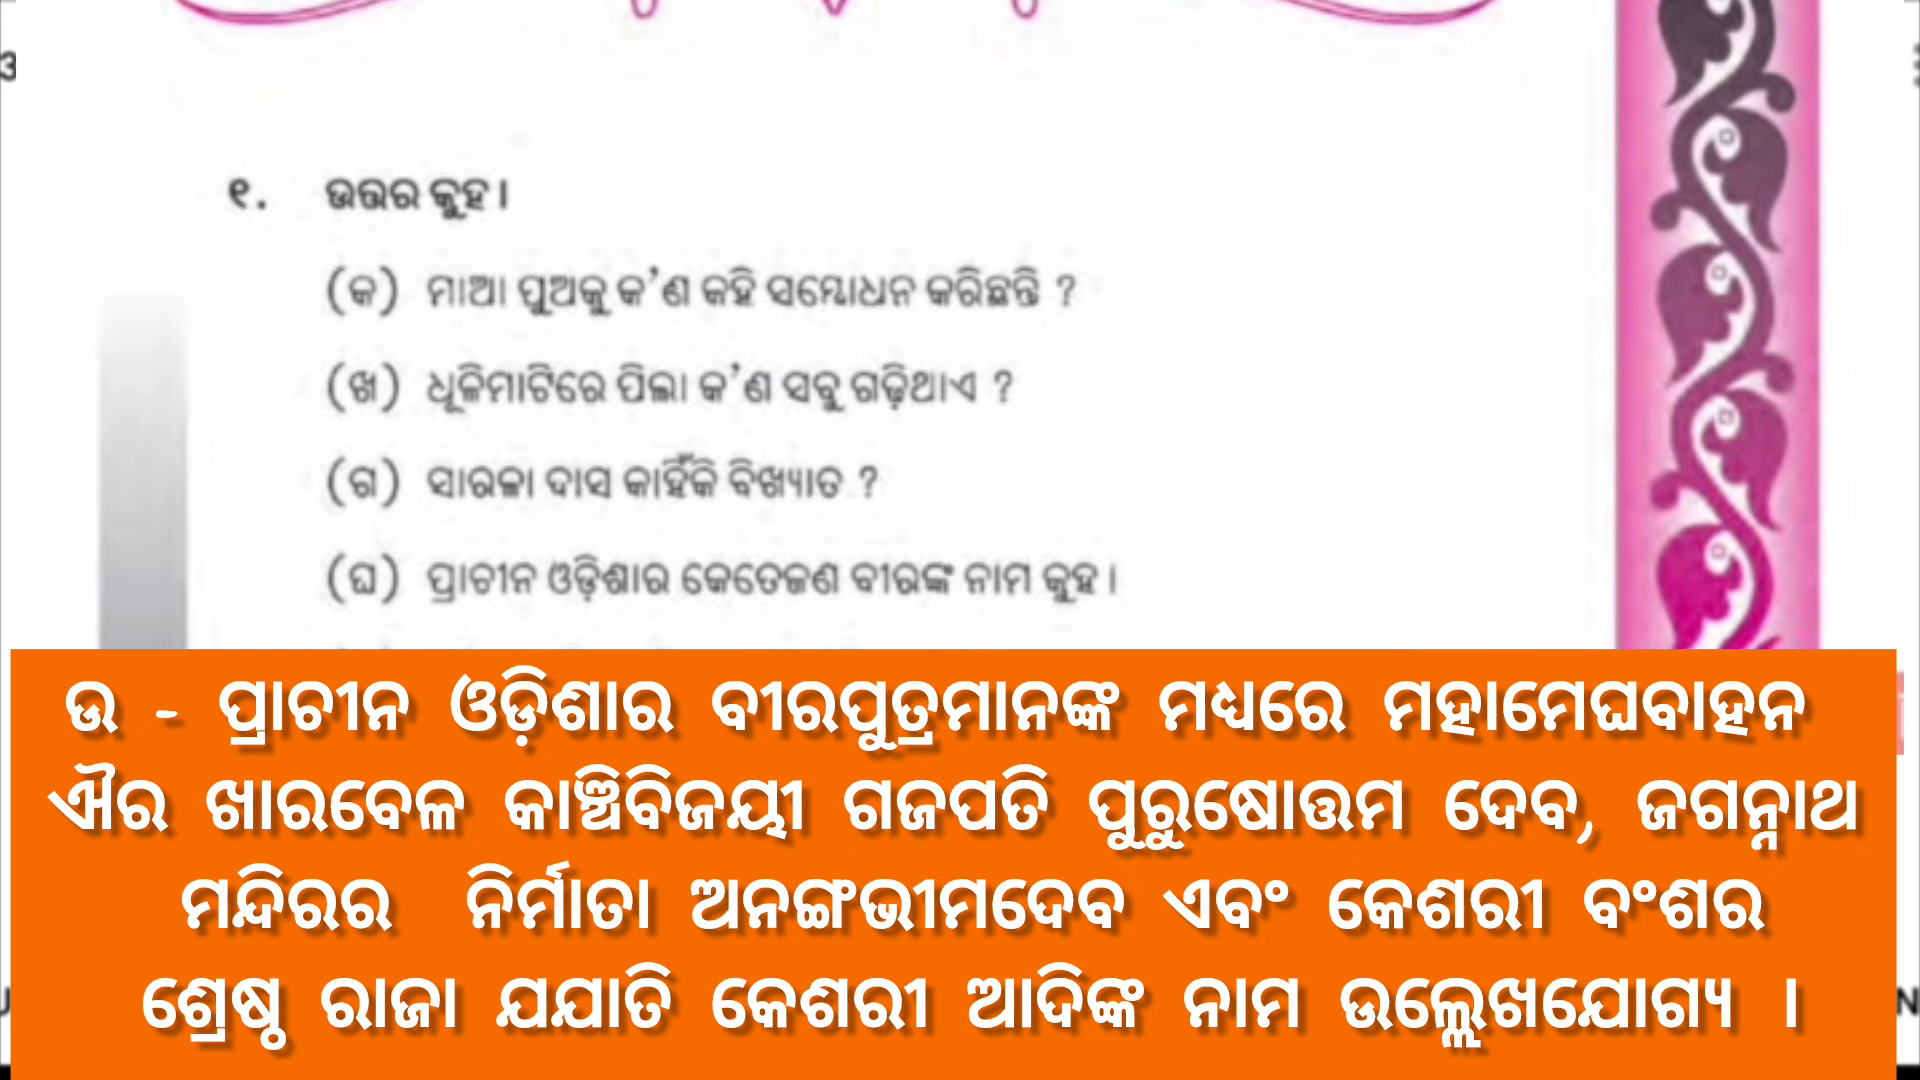 ୧. ଉତ୍ତର କୁହ।
(କ) ମାଆ ପୁଅକୁ କ'ଣ କହି ସମ୍ବୋଧନ କରିଛନ୍ତି ?
(ଖ) ଧୂଳିମାଟିରେ ପିଲା କ'ଣ ସବୁ ଗଢ଼ିଥାଏ ?
(ଗ) ସାରଳା ଦାସ କାହିଁକି ବିଖ୍ୟାତ ?
(ଘ) ପ୍ରାଚୀନ ଓଡ଼ିଶାର କେତେଜଣ ବୀରଙ୍କ ନାମ କୁହ।
ଉ - ପ୍ରାଚୀନ ଓଡ଼ିଶାର ବୀରପୁତ୍ରମାନଙ୍କ ମଧ୍ୟରେ ମହାମେଘବାହନ
ଐର ଖାରବେଳ କାଞ୍ଚିବିଜୟୀ ଗଜପତି ପୁରୁଷୋତ୍ତମ ଦେବ, ଜଗନ୍ନାଥ
ମନ୍ଦିରର ନିର୍ମାତା ଅନଙ୍ଗଭୀମଦେବ ଏବଂ କେଶରୀ ବଂଶର
ଶ୍ରେଷ୍ଠ ରାଜା ଯଯାତି କେଶରୀ ଆଦିଙ୍କ ନାମ ଉଲ୍ଲେଖଯୋଗ୍ୟ ।